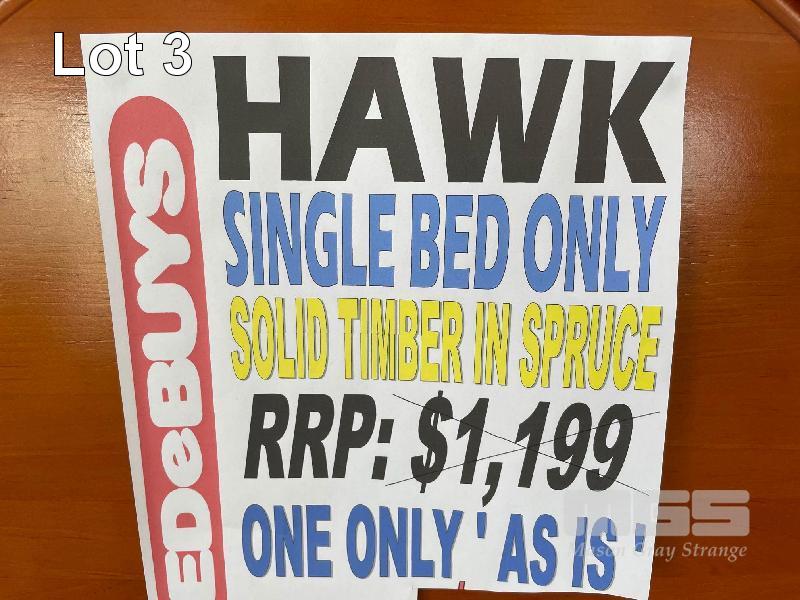 Lot 3
HAWK
SINGLE BED ONLY
SOLID TIMBER IN SPRUCE
RRP: $1,199
ONE ONLY ' AS IS '
EDeBUYS
MGS
Mason Gray Strange